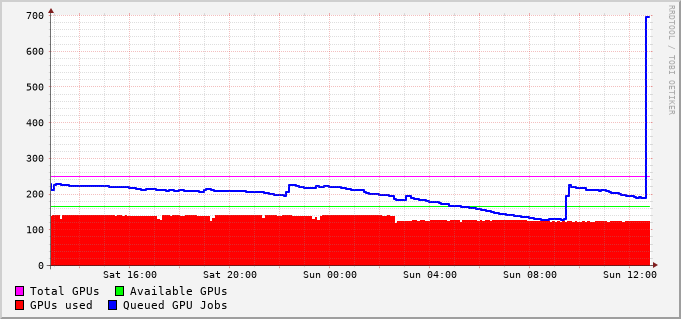 700
600
500
400
300
200
100
0
Sat 16:00 Sat 20:00 Sun 00:00 Sun 04:00 Sun 08:00 Sun 12:00
Total GPUs Available GPUs
GPUs used Queued GPU Jobs
RRDTOOL / TOBI OETIKER